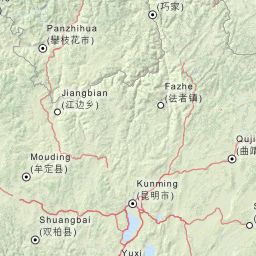 (巧家)
Panzhihua
(攀枝花市)
Jiangbian
(江边乡)
Fazhe
(法者镇)
Quj
(曲靖
Mouding
(牟定县)
Kunming
(昆明市)
Shuangbai
(双柏县)
Yuxi
S